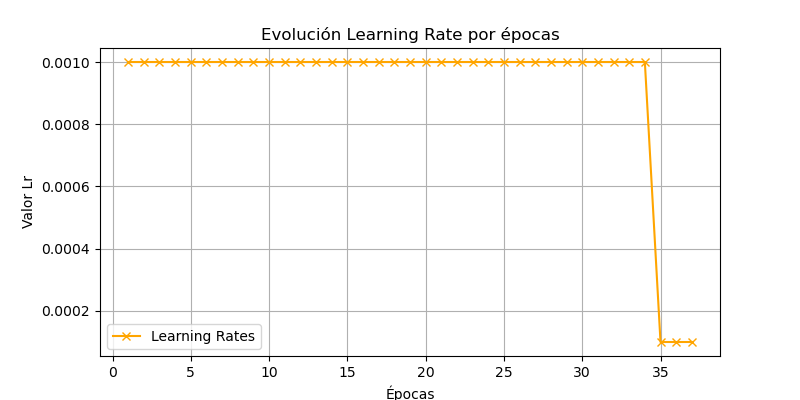 Evolución Learning Rate por épocas
0.0010
0.0008
0.0006
0.0004
0.0002
Valor Lr
Learning Rates
0 5 10 15 20 25 30 35
Épocas